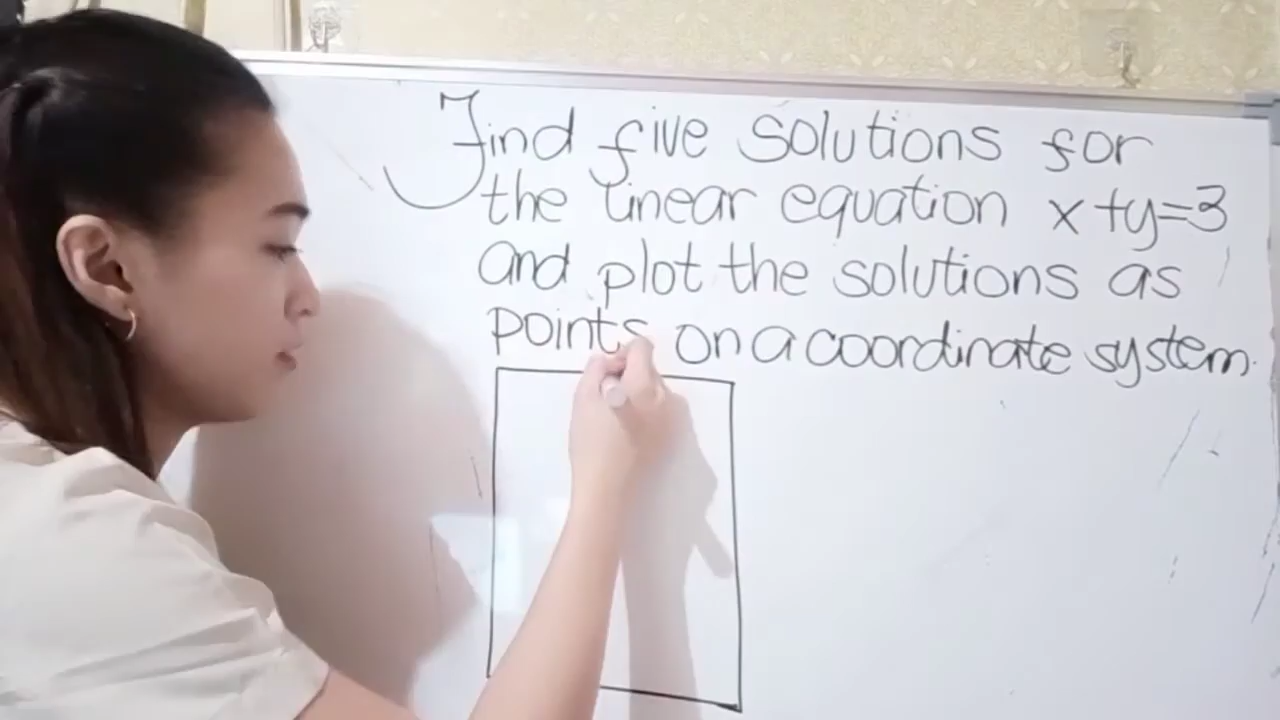 Find five solutions for
the linear equation x+y=3
and plot the solutions as
points on a coordinate system.